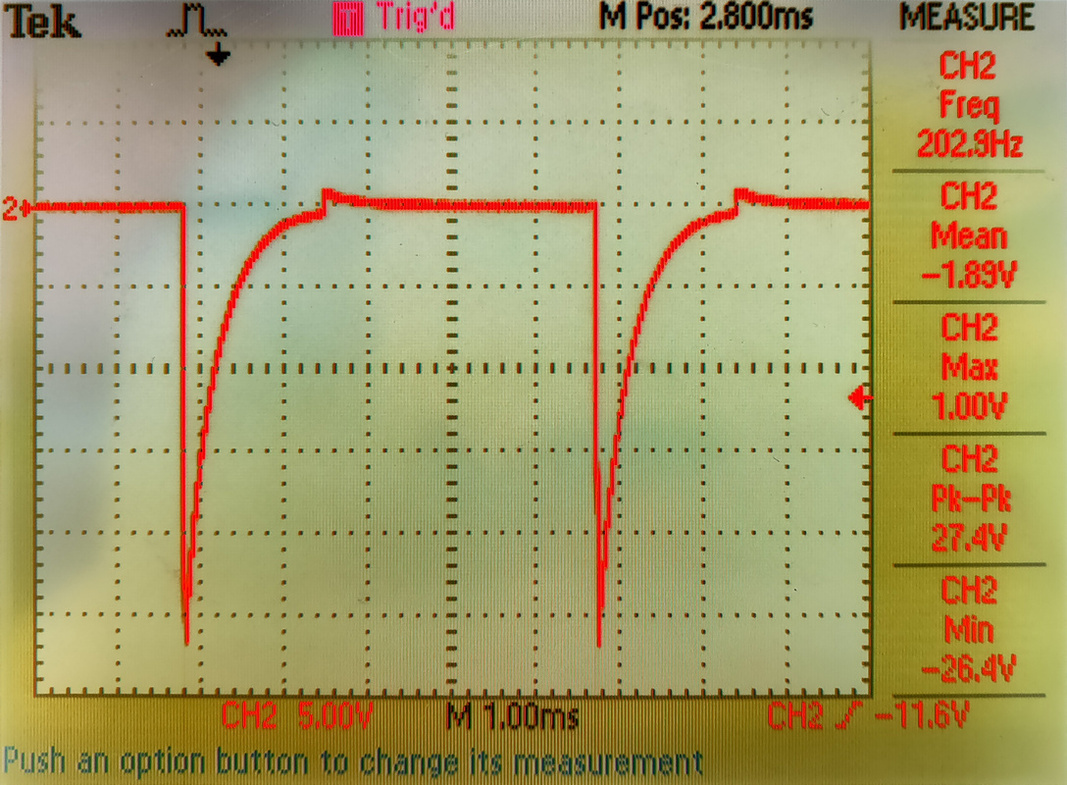 Tek T Trig'd M Pos: 2.800ms MEASURE
CH2
Freq
202.9Hz
CH2
Mean
-1.89V
CH2
Max
1.00V
CH2
Pk-Pk
27.4V
CH2
Min
-26.4V
2
CH2 5.00V M 1.00ms CH2 -11.6V
Push an option button to change its measurement